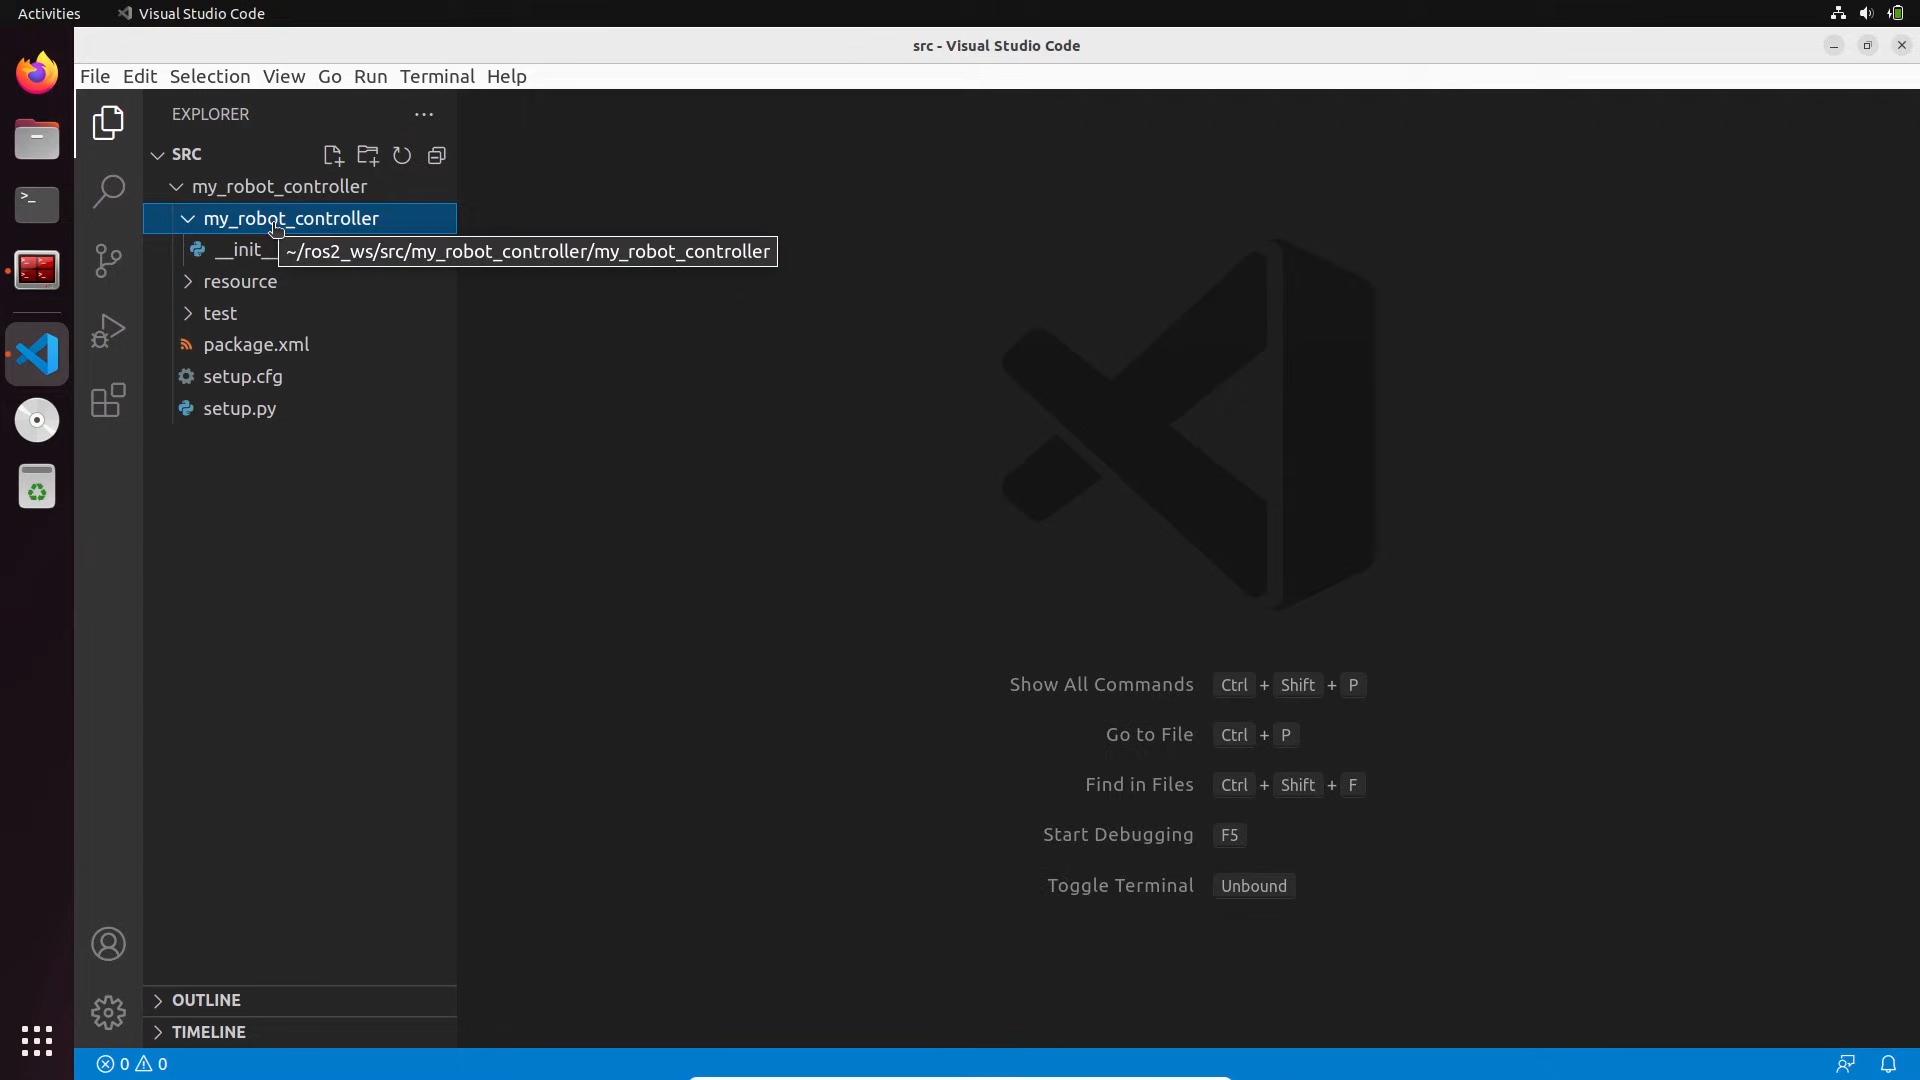 Activities Visual Studio Code
src - Visual Studio Code
File Edit Selection View Go Run Terminal Help
EXPLORER
SRC
my_robot_controller
my_robot_controller
__init__
~/ros2_ws/src/my_robot_controller/my_robot_controller
resource
test
package.xml
setup.cfg
setup.py
Show All Commands Ctrl + Shift + P
Go to File Ctrl + P
Find in Files Ctrl + Shift + F
Start Debugging F5
Toggle Terminal Unbound
OUTLINE
TIMELINE
0 0